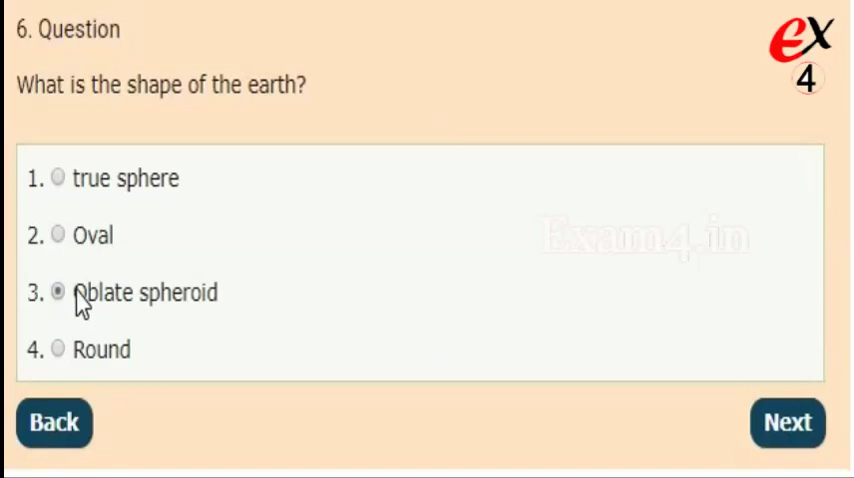 6. Question
ex
4
What is the shape of the earth?
1. true sphere
2. Oval
Exam4.in
3. Oblate spheroid
4. Round
Back
Next